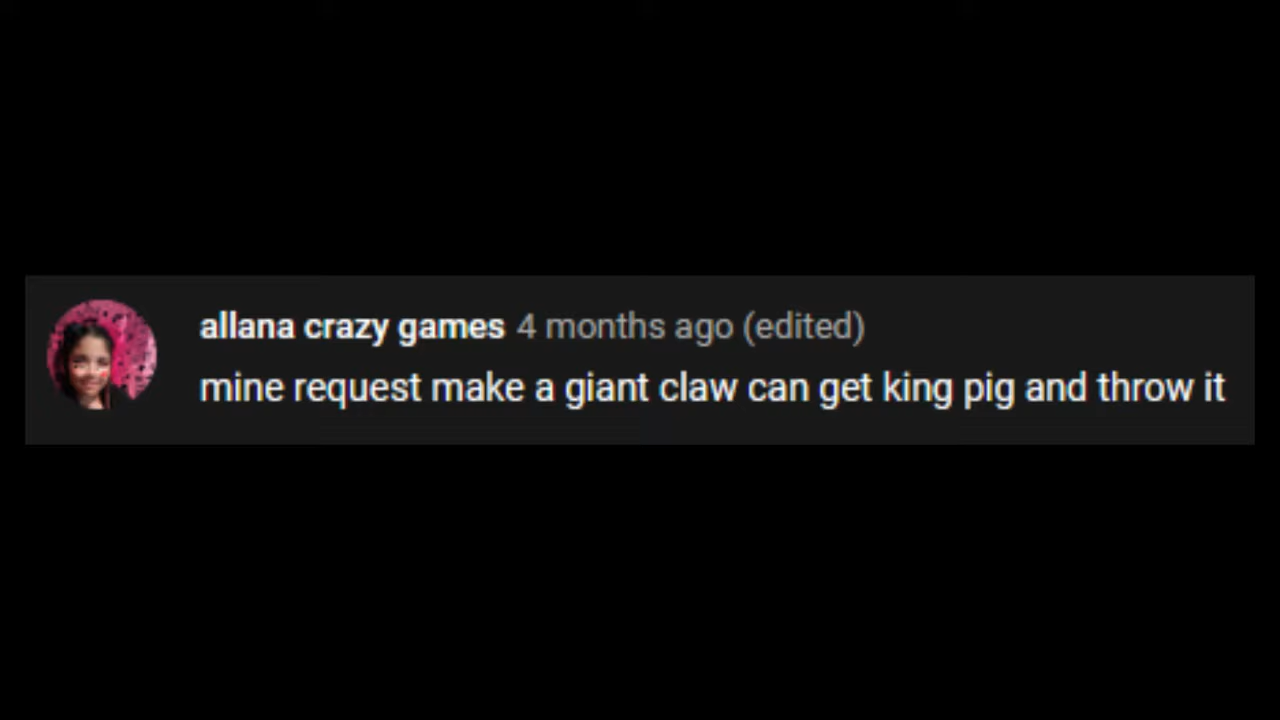 allana crazy games 4 months ago (edited)
mine request make a giant claw can get king pig and throw it